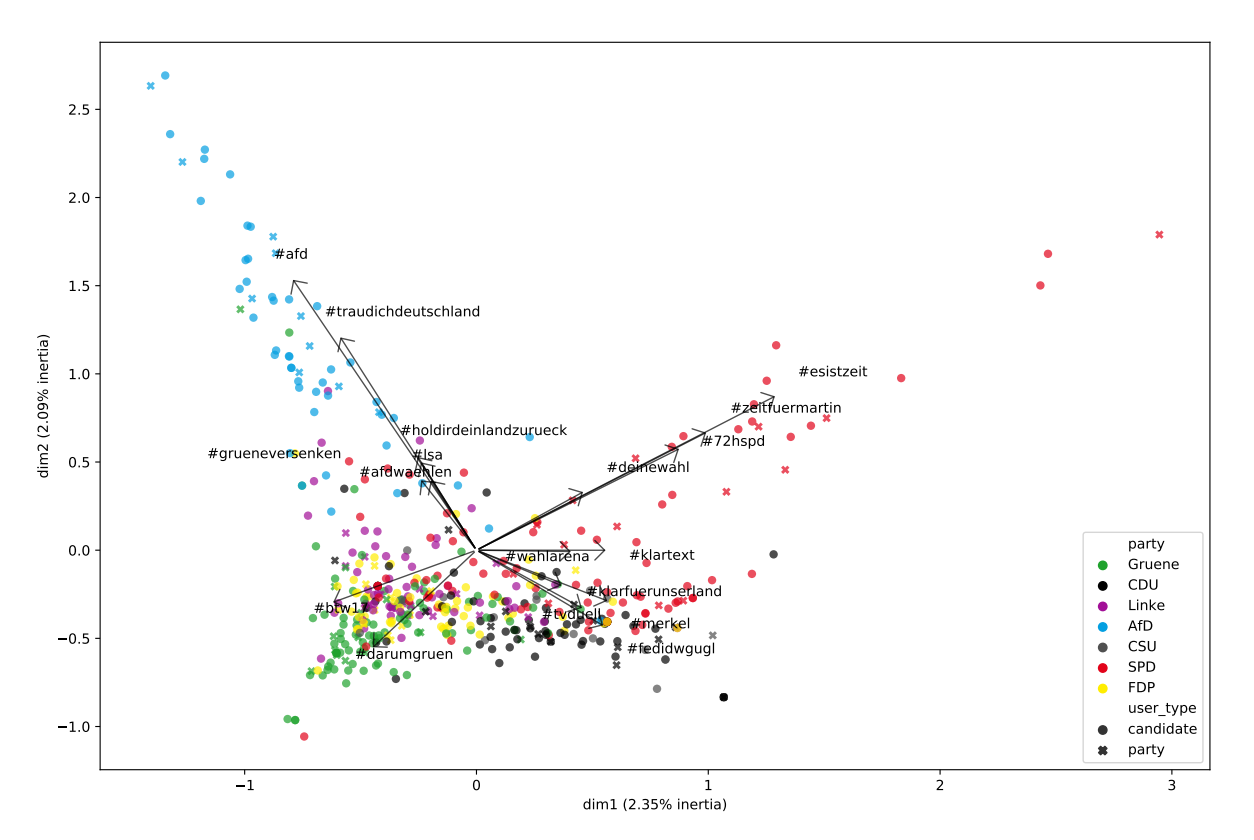 2.5
2.0
1.5
1.0
0.5
0.0
−0.5
−1.0
dim2 (2.09% inertia)
#afd
#traudichdeutschland
#esistzeit
#zeitfuermartin
#holdirdeinlandzurueck
#72hspd
#grueneversenken
#lsa
#deinewahl
#afdwaehlen
#wahlarena
#klartext
#klarfuerunserland
#btw17
#tvduell
#merkel
#fedidwgugl
#darumgruen
party
Gruene
CDU
Linke
AfD
CSU
SPD
FDP
user_type
candidate
party
−1
0
1
2
3
dim1 (2.35% inertia)